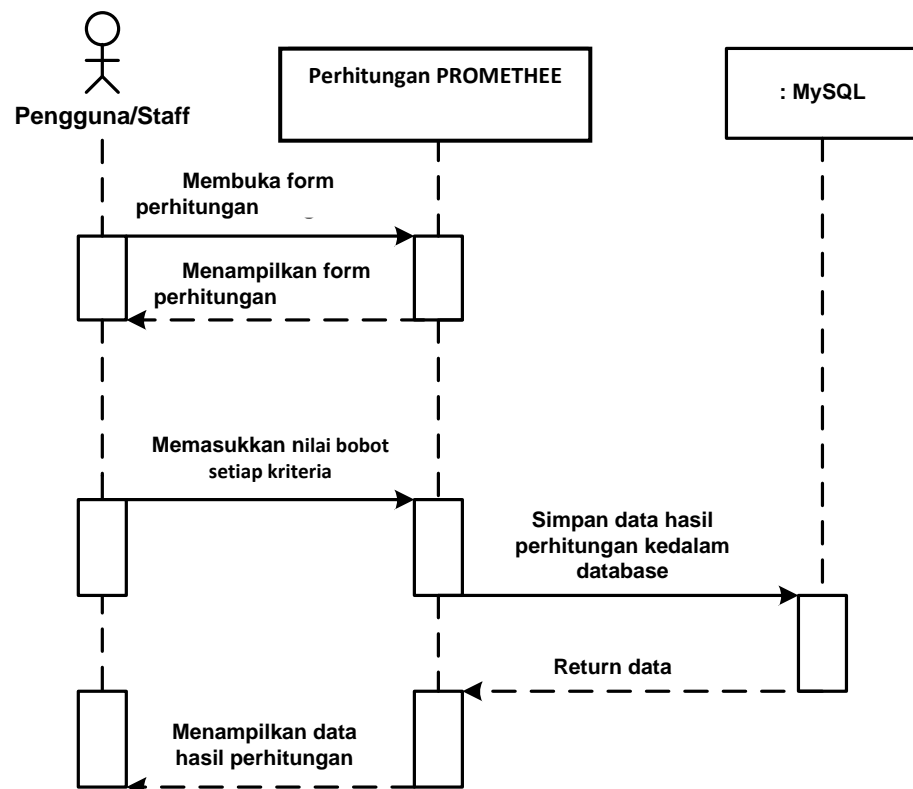 Pengguna/Staff
Perhitungan PROMETHEE
: MySQL
Membuka form
perhitungan
Menampilkan form
perhitungan
Memasukkan nilai bobot
setiap kriteria
Simpan data hasil
perhitungan kedalam
database
Return data
Menampilkan data
hasil perhitungan